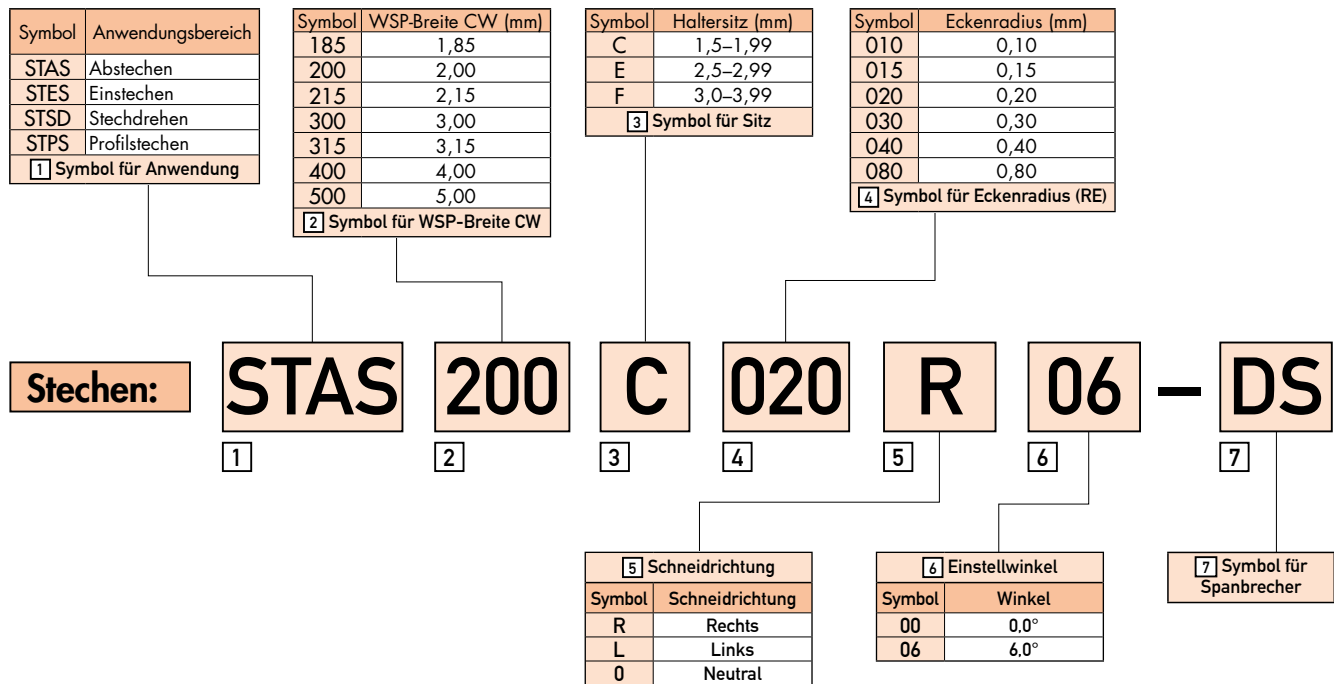 Symbol Anwendungsbereich
STAS Abstechen
STES Einstechen
STSD Stechdrehen
STPS Profilstechen
1 Symbol für Anwendung
Symbol WSP-Breite CW (mm)
185 1,85
200 2,00
215 2,15
300 3,00
315 3,15
400 4,00
500 5,00
2 Symbol für WSP-Breite CW
Symbol Haltersitz (mm)
C 1,5–1,99
E 2,5–2,99
F 3,0–3,99
3 Symbol für Sitz
Symbol Eckenradius (mm)
010 0,10
015 0,15
020 0,20
030 0,30
040 0,40
080 0,80
4 Symbol für Eckenradius (RE)
Stechen: STAS 200 C 020 R 06 – DS
1 2 3 4 5 6 7
5 Schneidrichtung
Symbol Schneidrichtung
R Rechts
L Links
0 Neutral
6 Einstellwinkel
Symbol Winkel
00 0,0°
06 6,0°
7 Symbol für
Spanbrecher